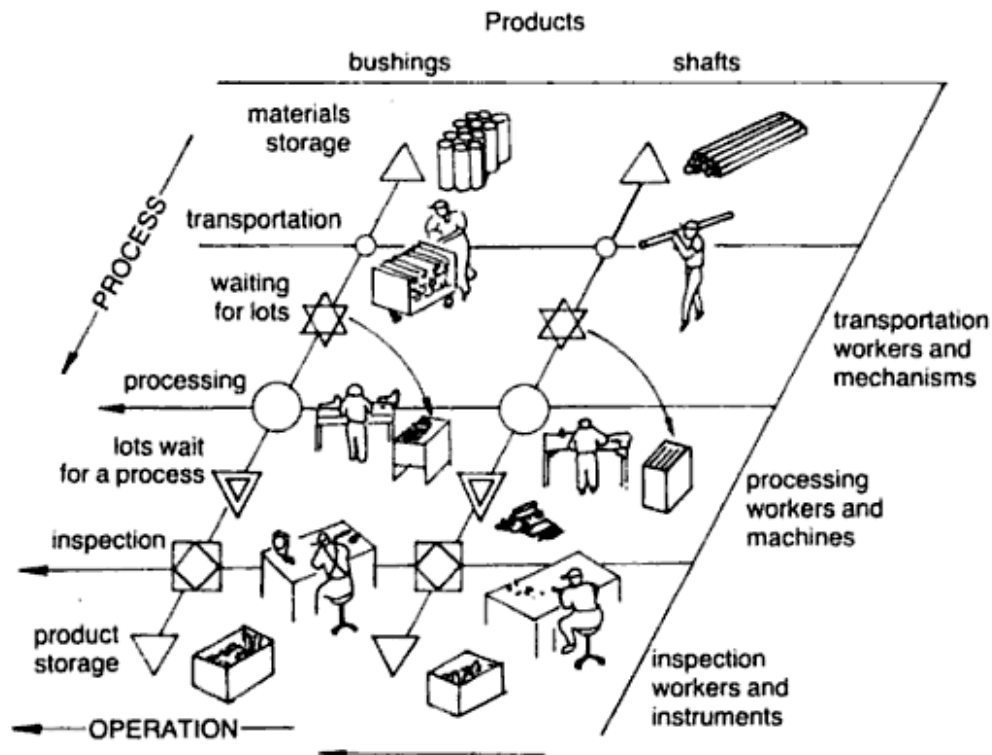 Products
bushings
shafts
materials
storage
PROCESS
transportation
waiting
for lots
transportation
workers and
mechanisms
processing
lots wait
for a process
processing
workers and
machines
inspection
product
storage
inspection
workers and
instruments
OPERATION